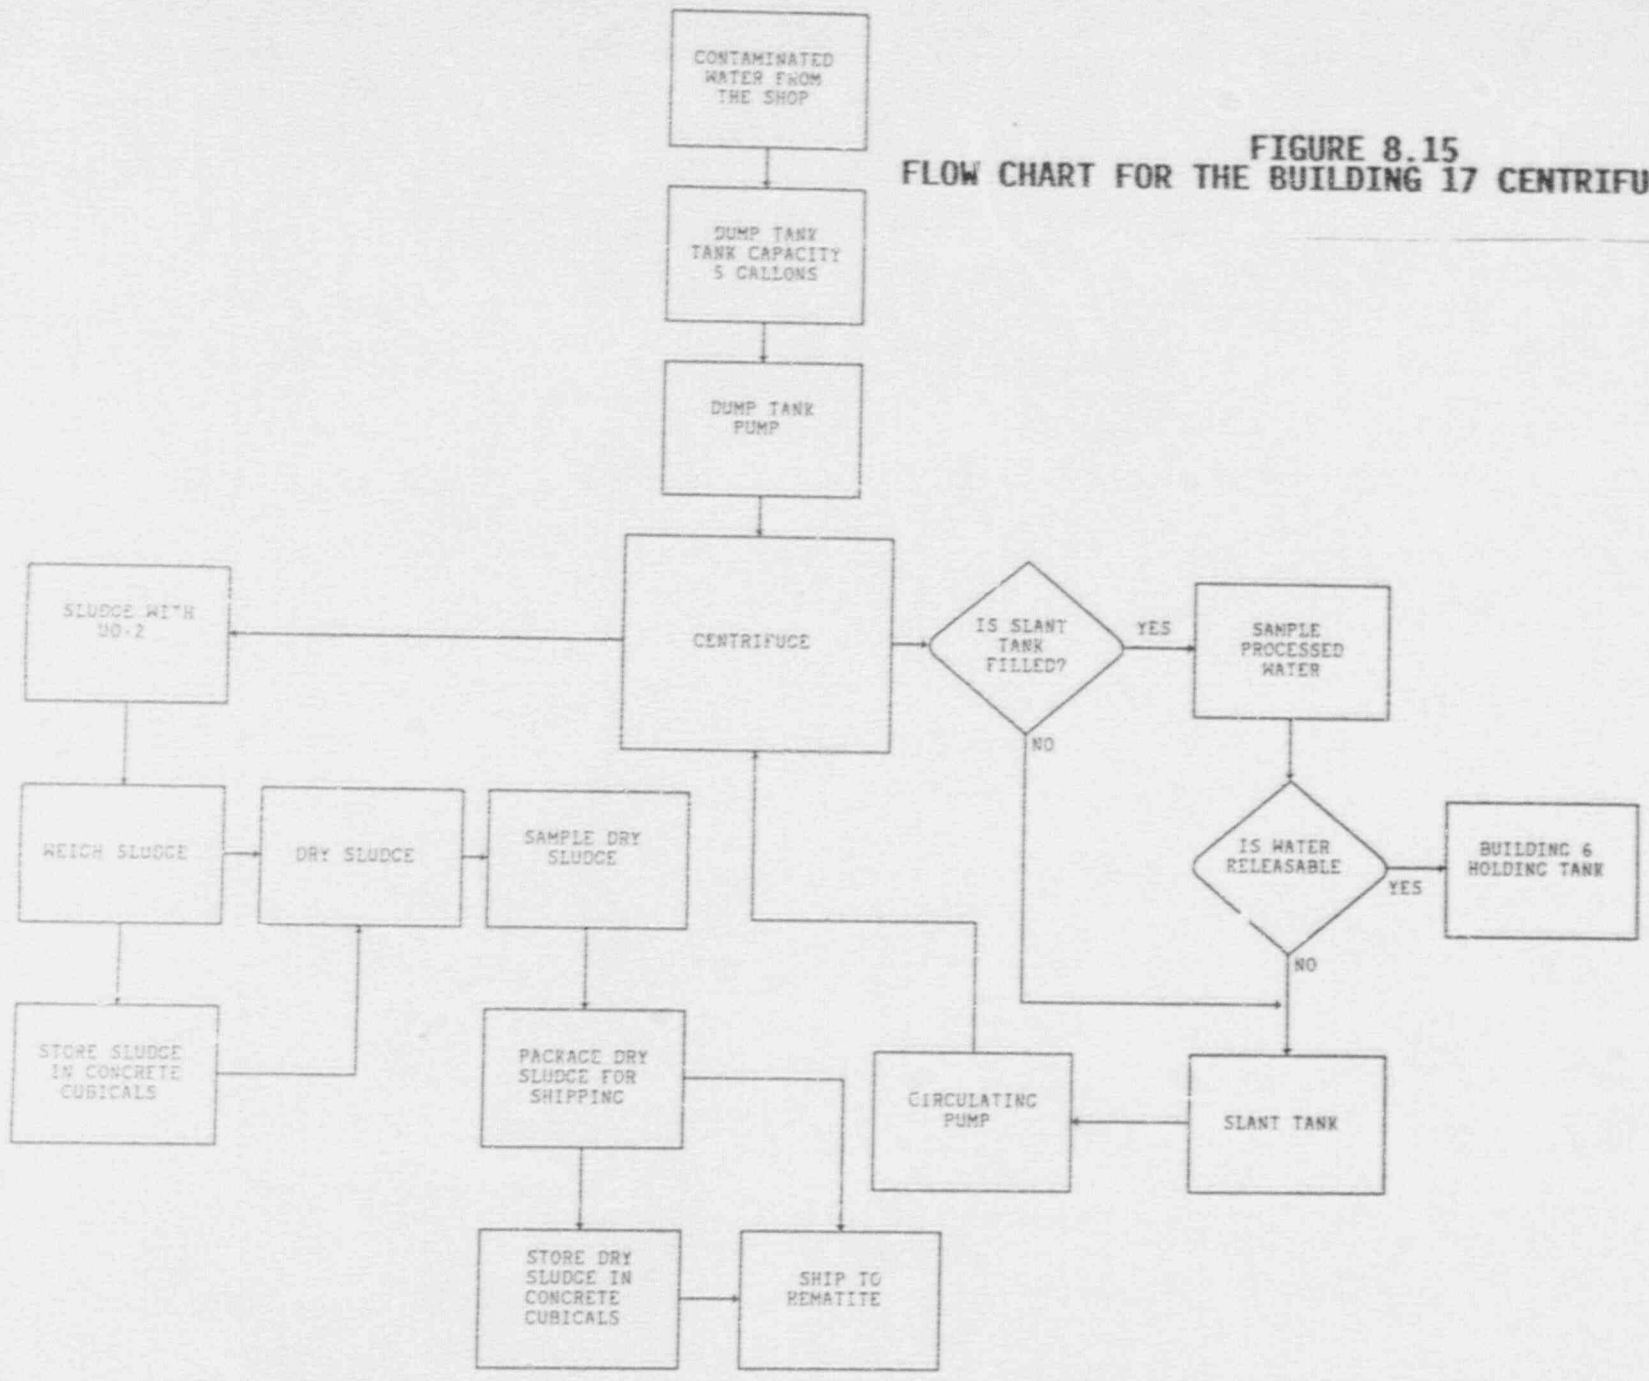 CONTAMINATED
WATER FROM
THE SHOP
FIGURE 8.15
FLOW CHART FOR THE BUILDING 17 CENTRIFU
DUMP TANK
TANK CAPACITY
5 GALLONS
DUMP TANK
PUMP
SLUDGE WITH
UO-2
CENTRIFUGE
IS SLANT
TANK
FILLED?
YES
SAMPLE
PROCESSED
WATER
NO
WEIGH SLUDGE
DRY SLUDGE
SAMPLE DRY
SLUDGE
IS WATER
RELEASABLE
YES
BUILDING 6
HOLDING TANK
NO
STORE SLUDGE
IN CONCRETE
CUBICALS
PACKAGE DRY
SLUDGE FOR
SHIPPING
CIRCULATING
PUMP
SLANT TANK
STORE DRY
SLUDGE IN
CONCRETE
CUBICALS
SHIP TO
HEMATITE